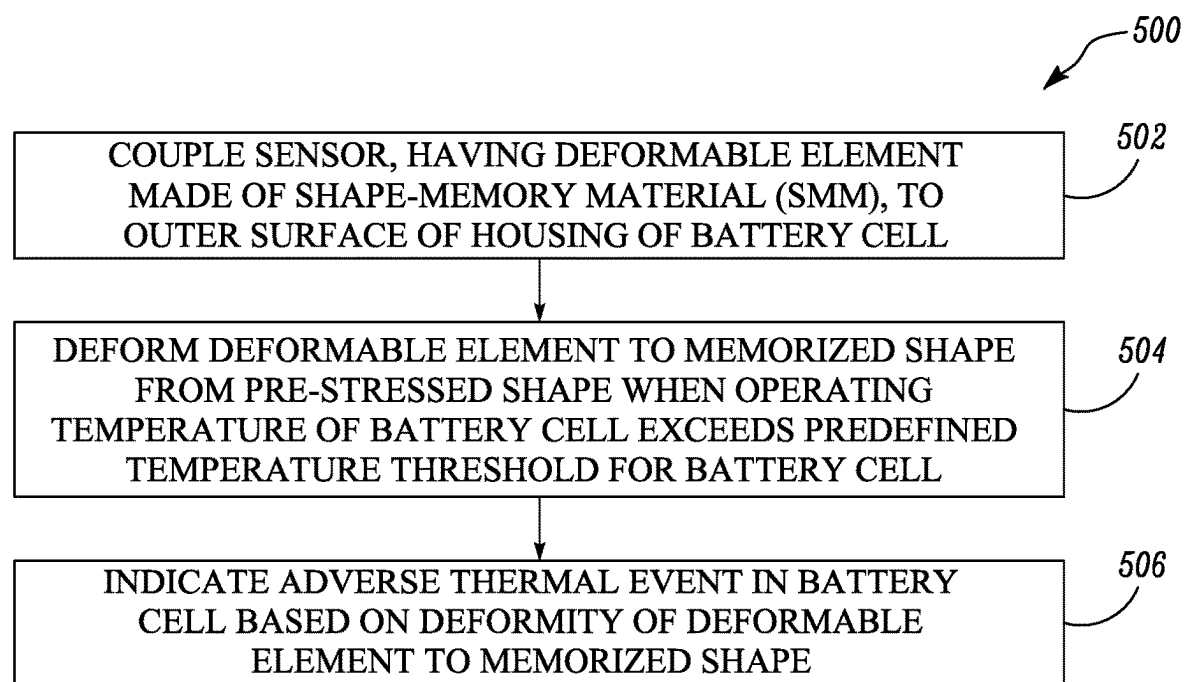 500
COUPLE SENSOR, HAVING DEFORMABLE ELEMENT
MADE OF SHAPE-MEMORY MATERIAL (SMM), TO
OUTER SURFACE OF HOUSING OF BATTERY CELL
502
DEFORM DEFORMABLE ELEMENT TO MEMORIZED SHAPE
FROM PRE-STRESSED SHAPE WHEN OPERATING
TEMPERATURE OF BATTERY CELL EXCEEDS PREDEFINED
TEMPERATURE THRESHOLD FOR BATTERY CELL
504
INDICATE ADVERSE THERMAL EVENT IN BATTERY
CELL BASED ON DEFORMITY OF DEFORMABLE
ELEMENT TO MEMORIZED SHAPE
506